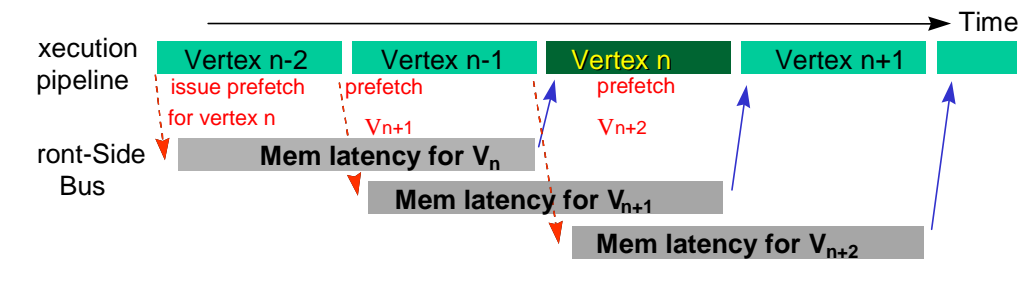 Time
xecution
pipeline
Vertex n-2
Vertex n-1
Vertex n
Vertex n+1
issue prefetch
for vertex n
prefetch
Vn+1
prefetch
Vn+2
ront-Side
Bus
Mem latency for Vn
Mem latency for Vn+1
Mem latency for Vn+2